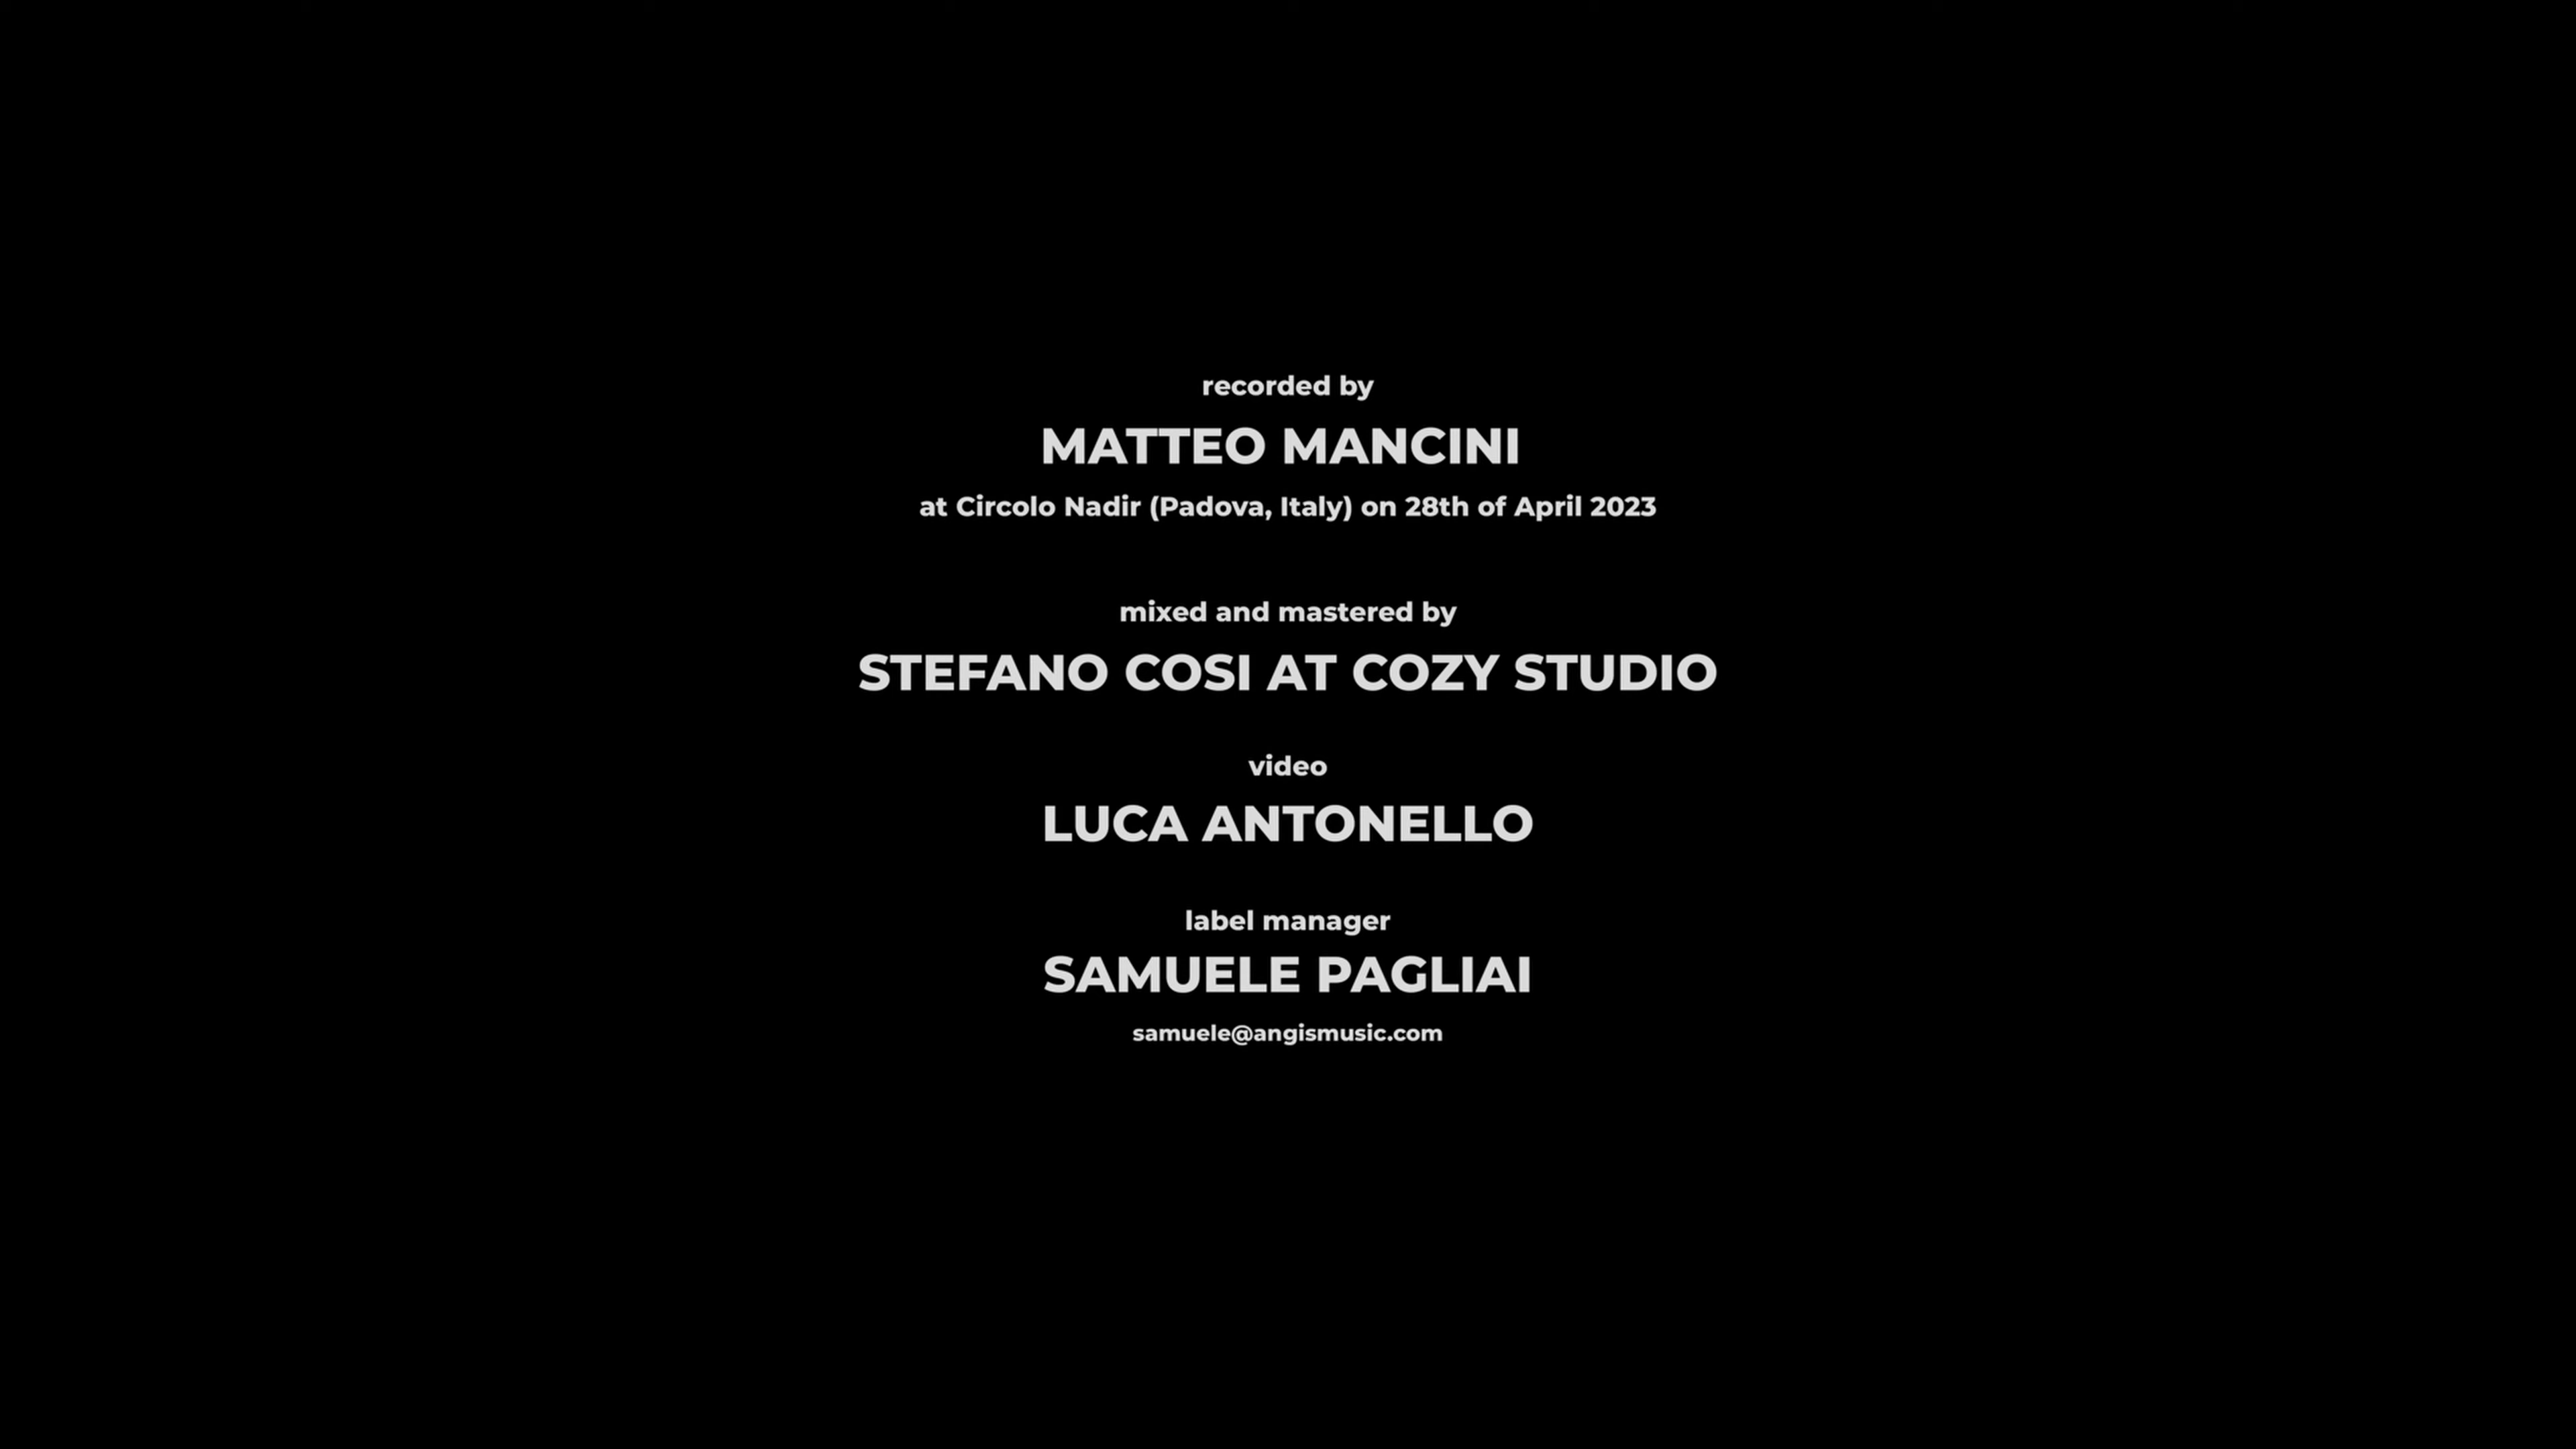 recorded by
MATTEO MANCINI
at Circolo Nadir (Padova, Italy) on 28th of April 2023
mixed and mastered by
STEFANO COSI AT COZY STUDIO
video
LUCA ANTONELLO
label manager
SAMUELE PAGLIAI
samuele@angismusic.com